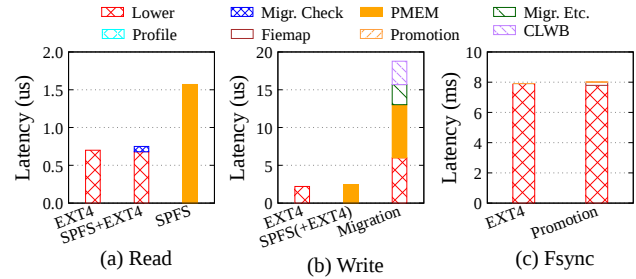 Lower
Migr. Check
PMEM
Migr. Etc.
Profile
Fiemap
Promotion
CLWB
Latency (us)
2.0
1.5
1.0
0.5
0.0
EXT4
SPFS+EXT4
SPFS
(a) Read
Latency (us)
20
15
10
5
0
EXT4
SPFS(+EXT4)
Migration
(b) Write
Latency (ms)
10
8
6
4
2
0
EXT4
Promotion
(c) Fsync